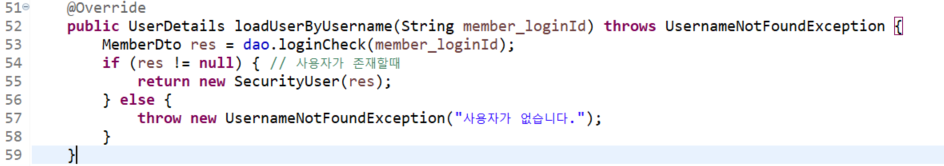 51 @Override
52 public UserDetails loadUserByUsername(String member_loginId) throws UsernameNotFoundException {
53 MemberDto res = dao.loginCheck(member_loginId);
54 if (res != null) { // 사용자가 존재할때
55 return new SecurityUser(res);
56 } else {
57 throw new UsernameNotFoundException("사용자가 없습니다.");
58 }
59 }